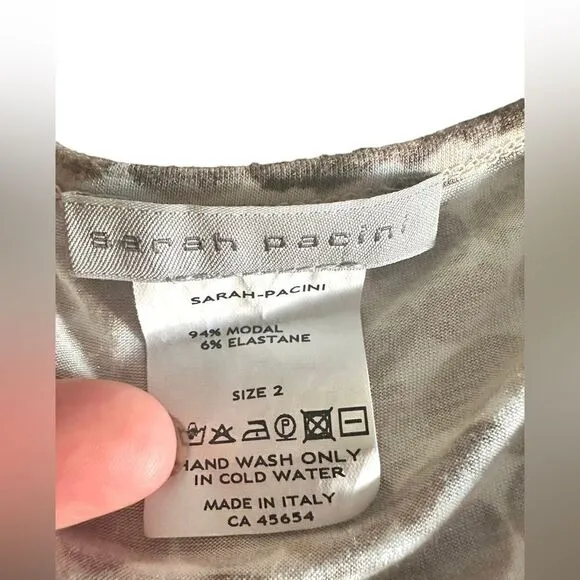 sarah pacini
SARAH-PACINI
94% MODAL
6% ELASTANE
SIZE 2
P
HAND WASH ONLY
IN COLD WATER
MADE IN ITALY
CA 45654